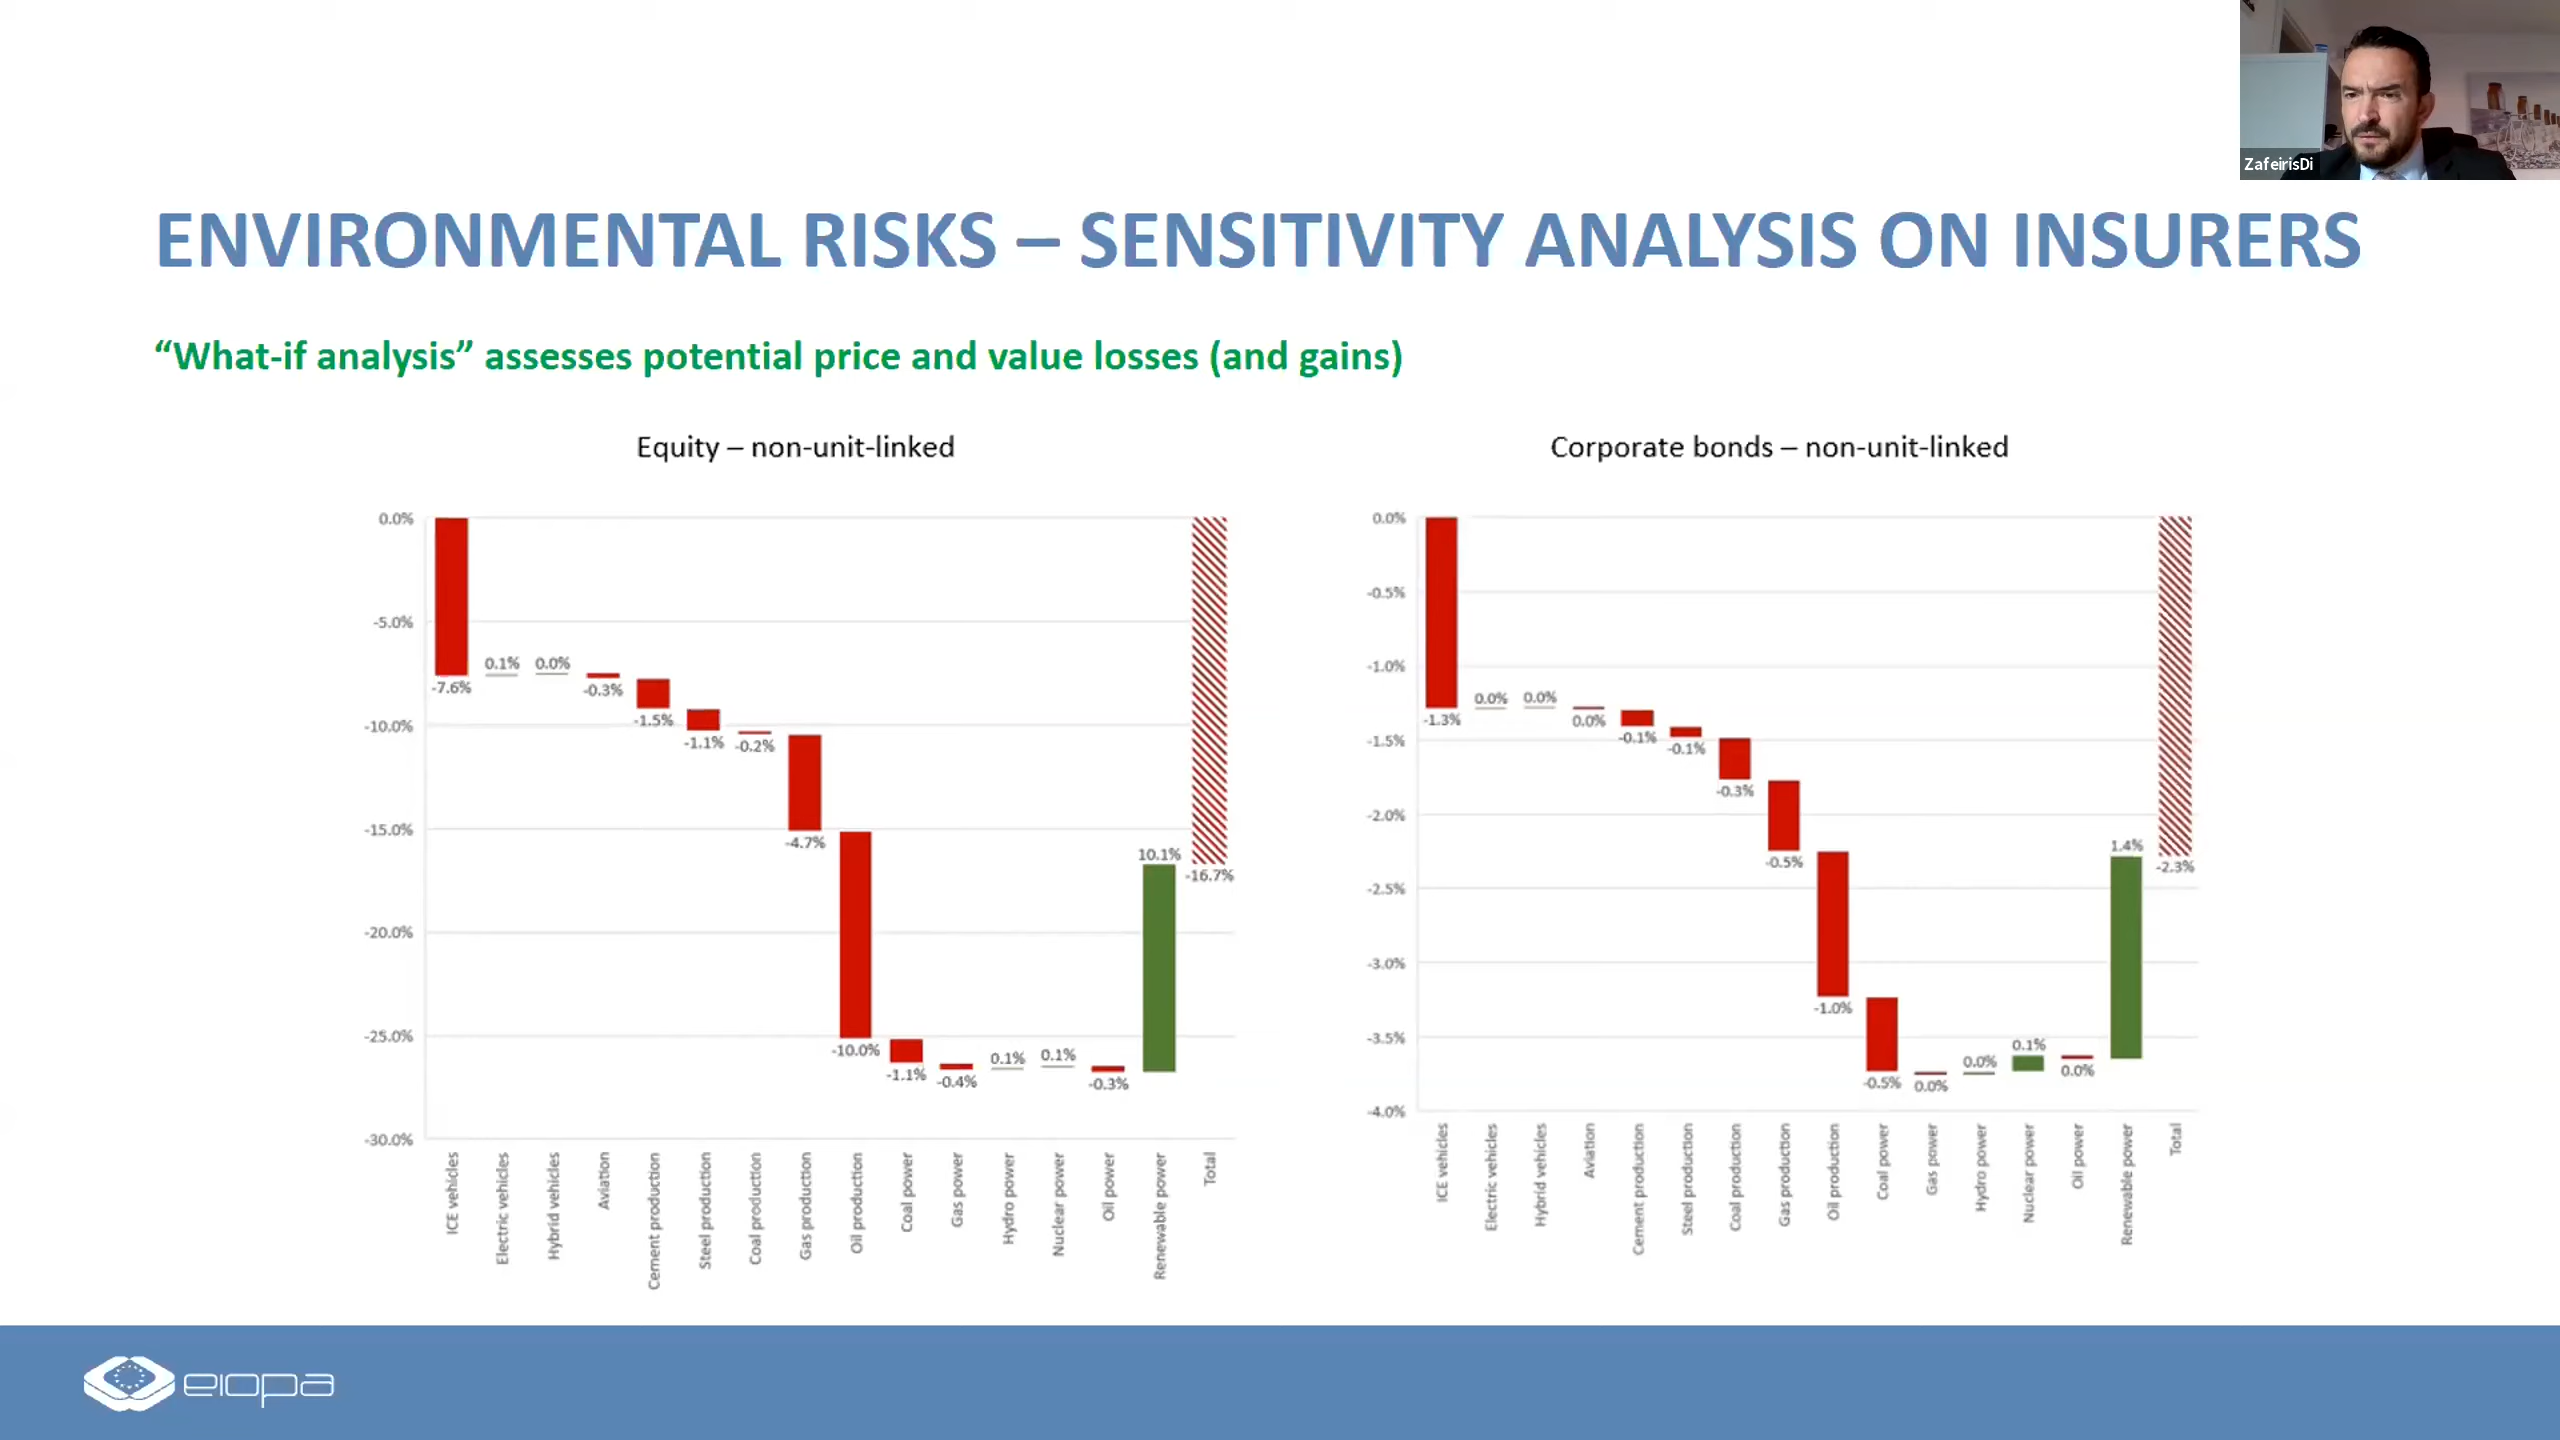 ZafeirisDi
ENVIRONMENTAL RISKS – SENSITIVITY ANALYSIS ON INSURERS
“What-if analysis” assesses potential price and value losses (and gains)
Equity – non-unit-linked
0.0%
-5.0%
-10.0%
-15.0%
-20.0%
-25.0%
-30.0%
-7.6%
0.1%
0.0%
-0.3%
-1.5%
-1.1%
-0.2%
-4.7%
-10.0%
-1.1%
-0.4%
0.1%
0.1%
-0.3%
10.1%
-16.7%
ICE vehicles
Electric vehicles
Hybrid vehicles
Aviation
Cement production
Steel production
Coal production
Gas production
Oil production
Coal power
Gas power
Hydro power
Nuclear power
Oil power
Renewable power
Total
Corporate bonds – non-unit-linked
0.0%
-0.5%
-1.0%
-1.5%
-2.0%
-2.5%
-3.0%
-3.5%
-4.0%
-1.3%
0.0%
0.0%
0.0%
-0.1%
-0.1%
-0.3%
-0.5%
-1.0%
-0.5%
0.0%
0.0%
0.1%
0.0%
1.4%
-2.3%
ICE vehicles
Electric vehicles
Hybrid vehicles
Aviation
Cement production
Steel production
Coal production
Gas production
Oil production
Coal power
Gas power
Hydro power
Nuclear power
Oil power
Renewable power
Total
eiopa